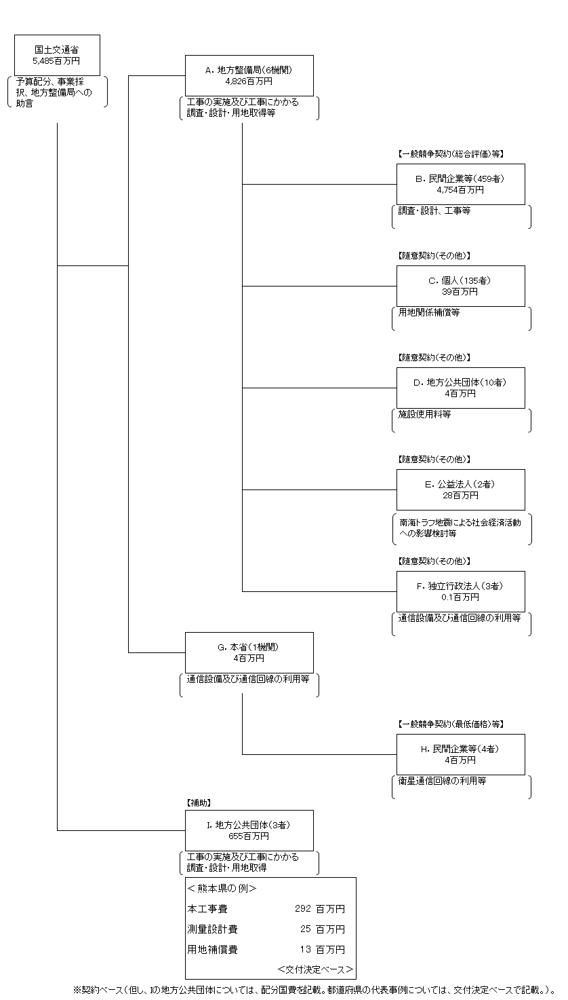 国土交通省
5,485百万円
予算配分、事業採
択、地方整備局への
助言
A．地方整備局（6機関）
4,826百万円
工事の実施及び工事にかかる
調査・設計・用地取得等
【一般競争契約（総合評価）等】
B．民間企業等（459者）
4,754百万円
調査・設計、工事等
【随意契約（その他）】
C．個人（135者）
39百万円
用地関係補償等
【随意契約（その他）】
D．地方公共団体（10者）
4百万円
施設使用料等
【随意契約（その他）】
E．公益法人（2者）
28百万円
南海トラフ地震による社会経済活動
への影響検討等
【随意契約（その他）】
F．独立行政法人（3者）
0.1百万円
通信設備及び通信回線の利用等
G．本省（1機関）
4百万円
通信設備及び通信回線の利用等
【一般競争契約（最低価格）等】
H．民間企業等（4者）
4百万円
衛星通信回線の利用等
【補助】
I．地方公共団体（3者）
655百万円
工事の実施及び工事にかかる
調査・設計・用地取得
＜熊本県の例＞
本工事費 292 百万円
測量設計費 25 百万円
用地補償費 13 百万円
＜交付決定ベース＞
※契約ベース（但し、Iの地方公共団体については、配分国費を記載。都道府県の代表事例については、交付決定ベースで記載。）。